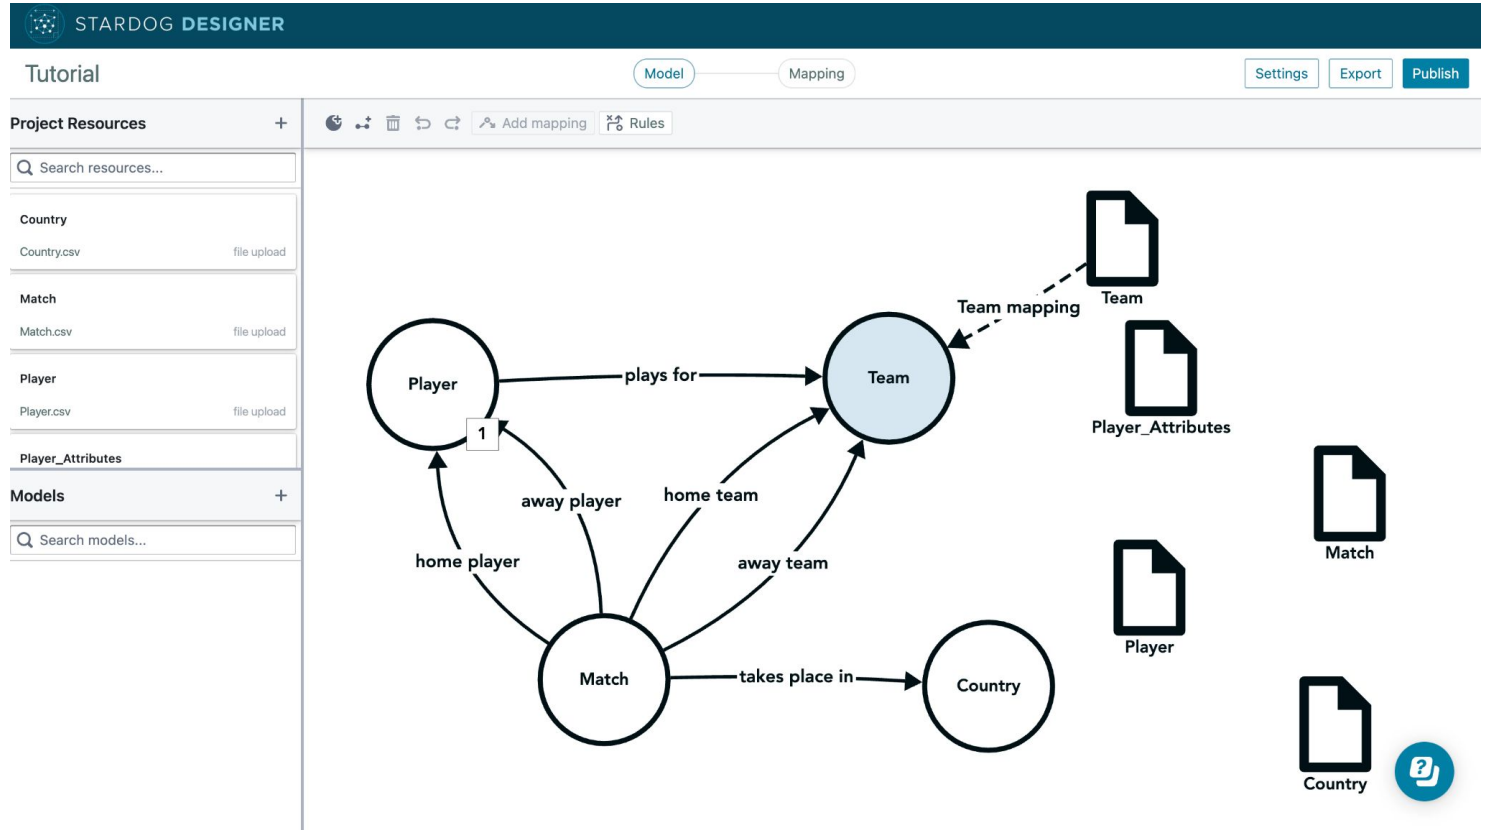 STARDOG DESIGNER
Tutorial
Model
Mapping
Settings
Export
Publish
Project Resources
Add mapping
Rules
Search resources...
Country
Country.csv
file upload
Match
Match.csv
file upload
Player
Player.csv
file upload
Player_Attributes
Models
Search models...
Team
Team mapping
Player
plays for
Team
1
Player_Attributes
away player
home team
home player
away team
Match
Player
Match
takes place in
Country
Country
?